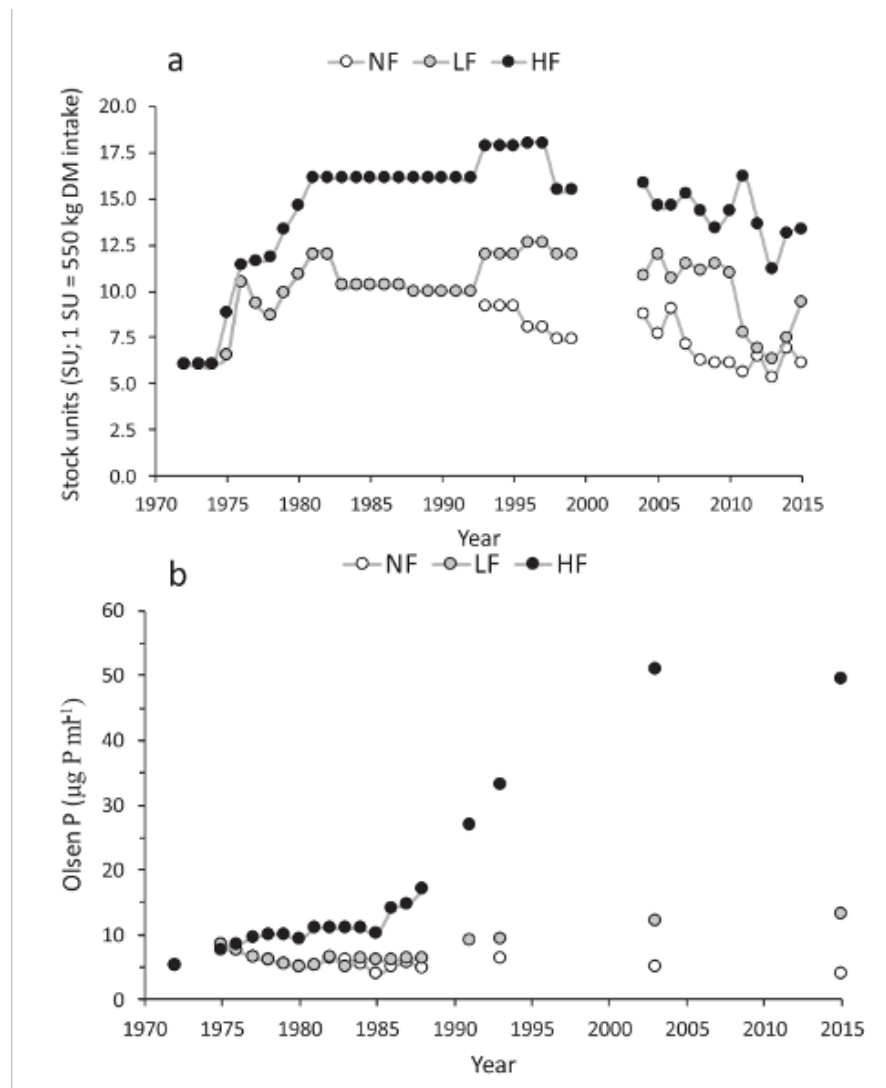 a
NF LF HF
Stock units (SU; 1 SU = 550 kg DM intake)
20.0
17.5
15.0
12.5
10.0
7.5
5.0
2.5
0.0
1970 1975 1980 1985 1990 1995 2000 2005 2010 2015
Year
b
NF LF HF
Olsen P (µg P ml¹)
60
50
40
30
20
10
0
1970 1975 1980 1985 1990 1995 2000 2005 2010 2015
Year